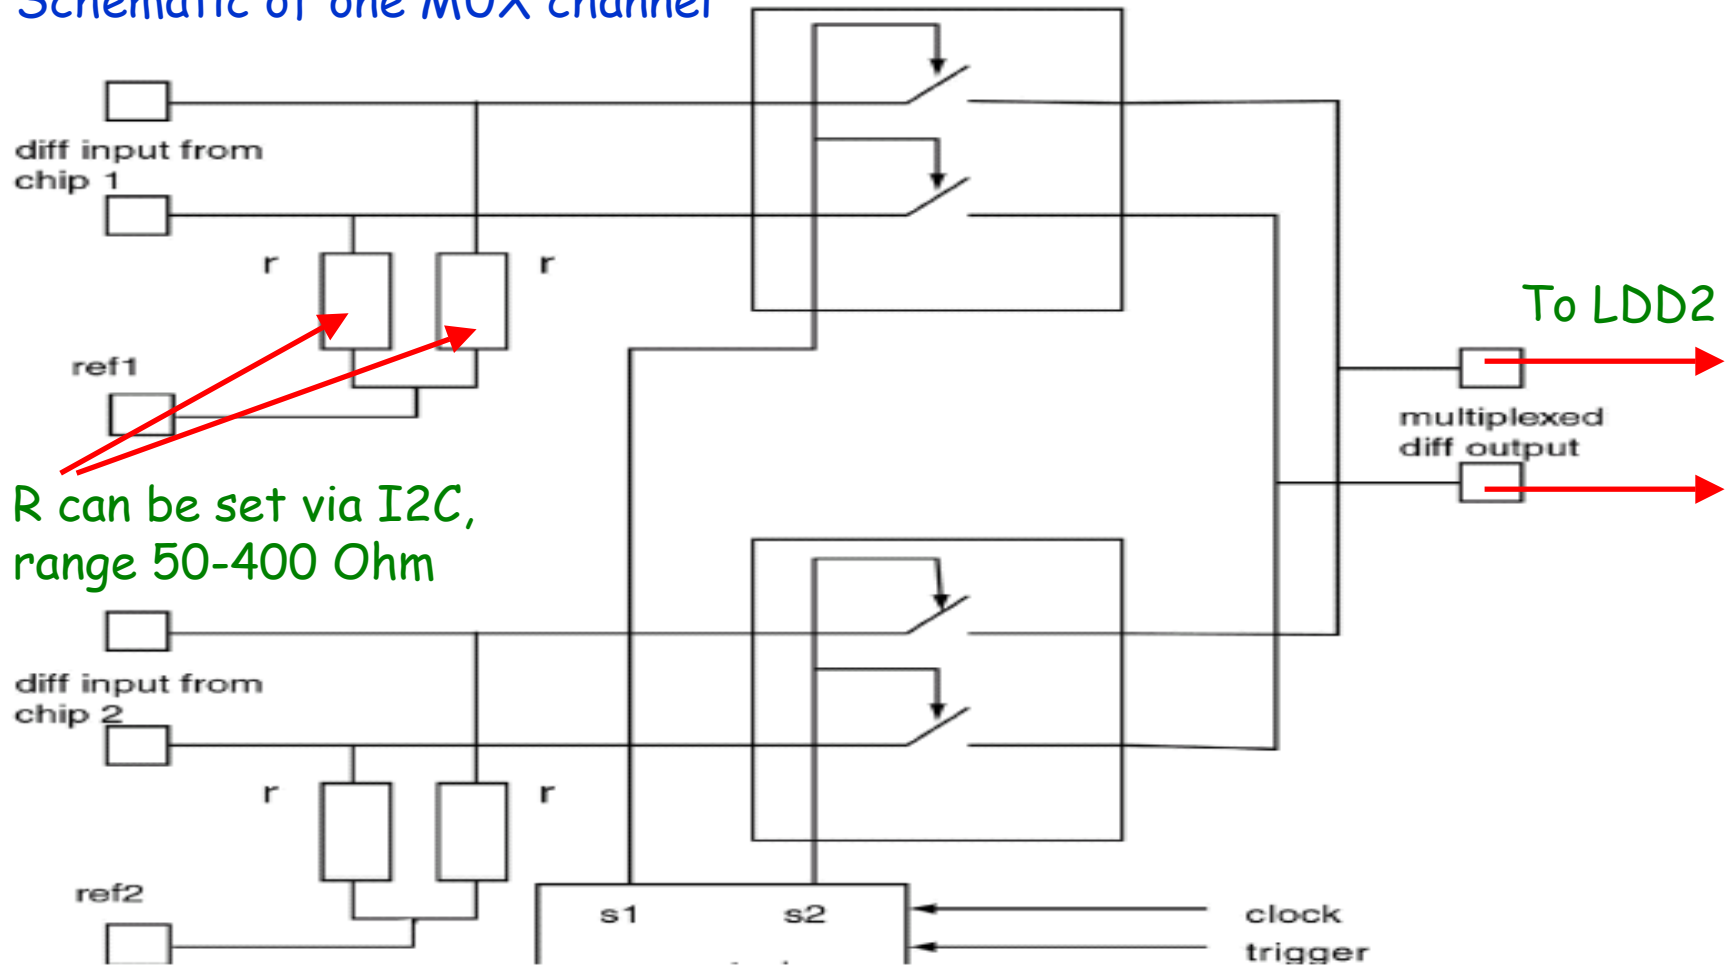 Schematic of one MUX channel
diff input from
chip 1
r
r
ref1
To LDD2
multiplexed
diff output
R can be set via I2C,
range 50-400 Ohm
diff input from
chip 2
r
r
ref2
s1
s2
clock
trigger